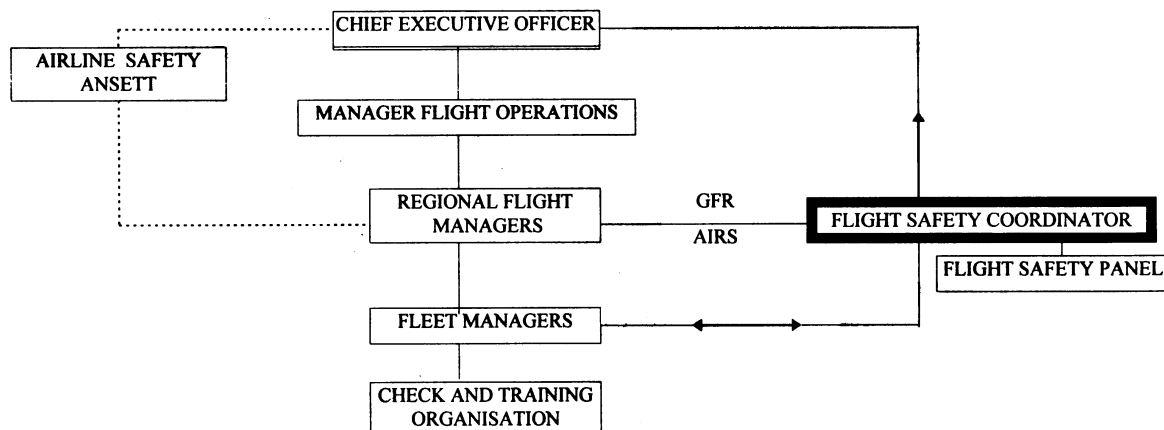 CHIEF EXECUTIVE OFFICER
AIRLINE SAFETY
ANSETT
MANAGER FLIGHT OPERATIONS
REGIONAL FLIGHT
MANAGERS
GFR
AIRS
FLIGHT SAFETY COORDINATOR
FLIGHT SAFETY PANEL
FLEET MANAGERS
CHECK AND TRAINING
ORGANISATION